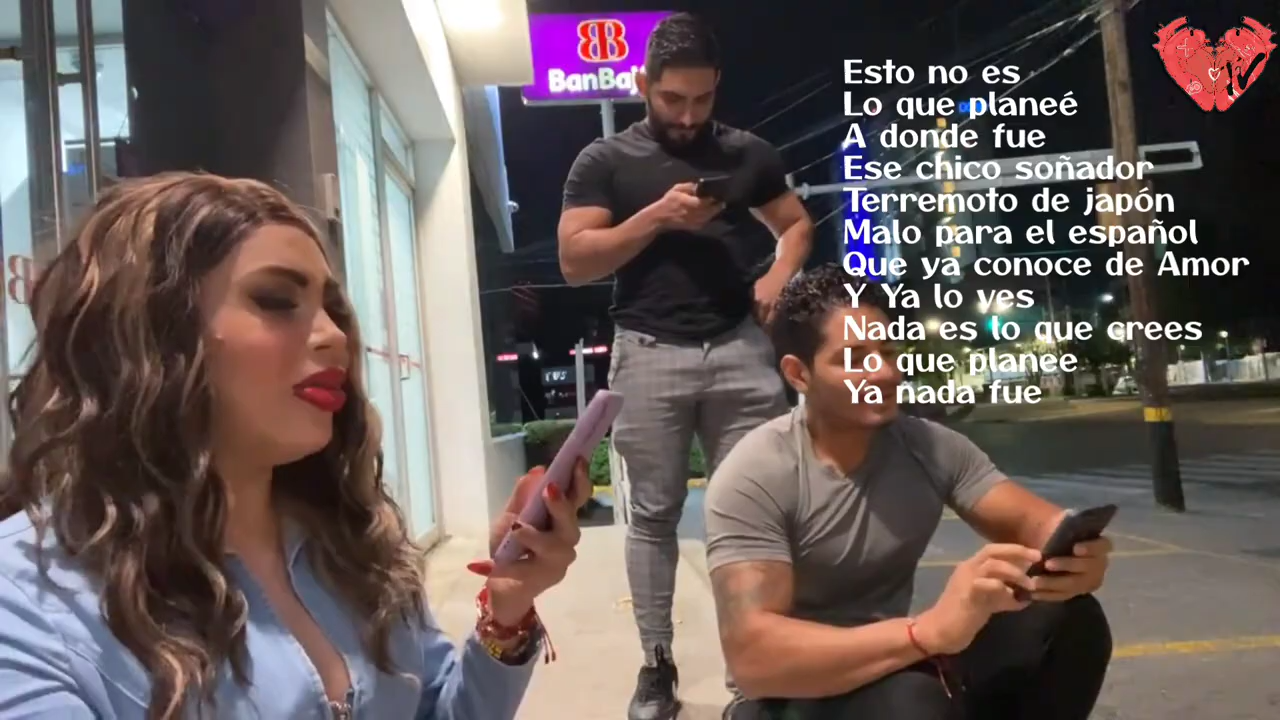 BanBaj
Esto no es
Lo que planeé
A donde fue
Ese chico soñador
Terremoto de japón
Malo para el español
Que ya conoce de Amor
Y Ya lo ves
Nada es lo que crees
Lo que planee
Ya nada fue